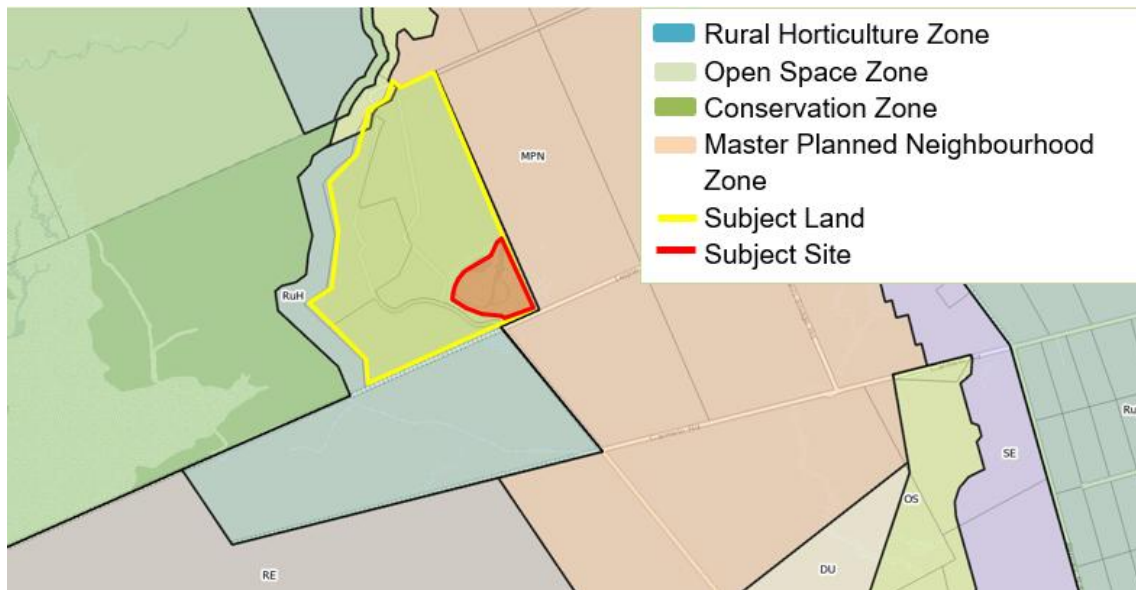 Rural Horticulture Zone
Open Space Zone
Conservation Zone
Master Planned Neighbourhood
Zone
Subject Land
Subject Site
MPN
RuH
SE
OS
RE
DU